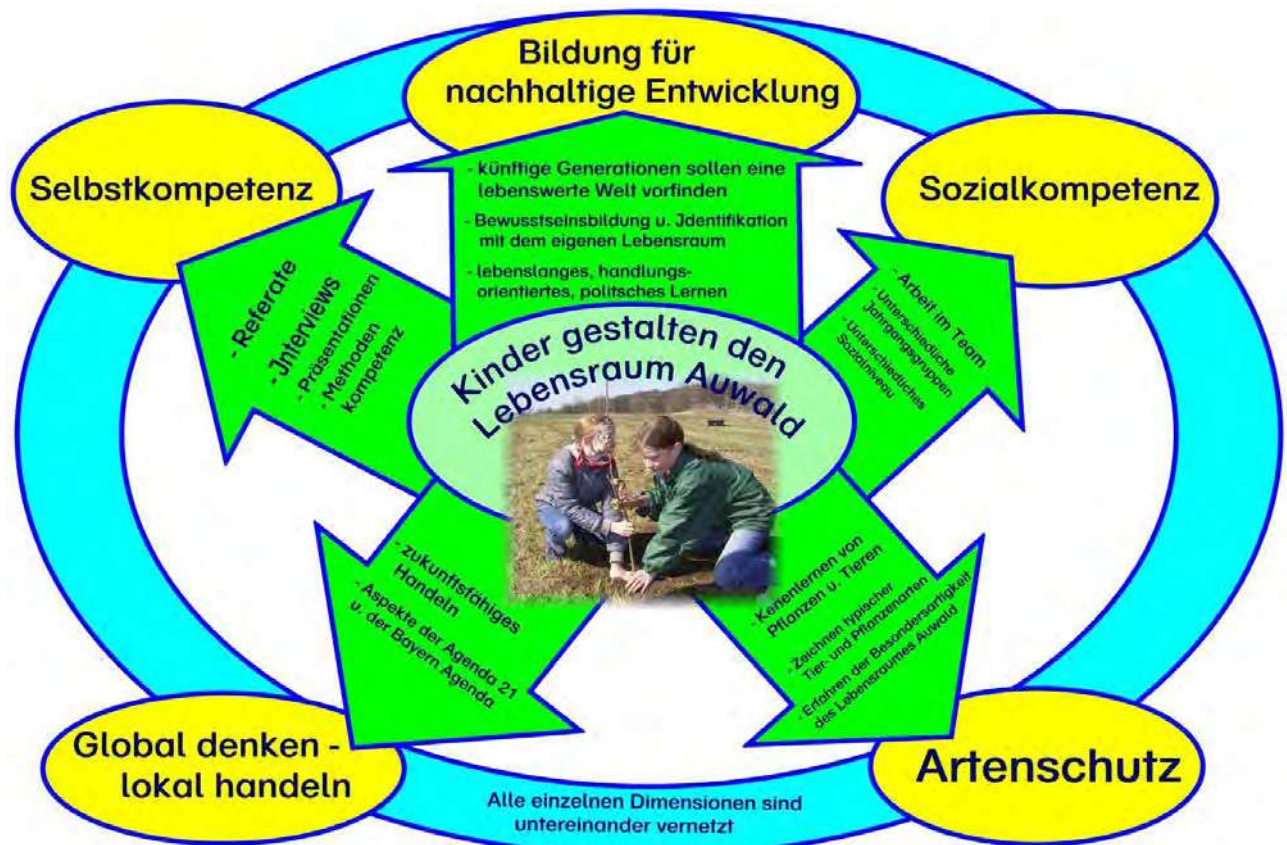 Bildung für
nachhaltige Entwicklung
Selbstkompetenz
Sozialkompetenz
- künftige Generationen sollen eine
lebenswerte Welt vorfinden
- Bewusstseinsbildung u. Jdentifikation
mit dem eigenen Lebensraum
- lebenslanges, handlungs-
orientiertes, politsches Lernen
- Referate
- Jnterviews
- Präsentationen
- Methoden
kompetenz
- Arbeit im Team
- Unterschiedliche
Jahrgangsgruppen
- Unterschiedliches
Sozialniveau
Kinder gestalten den
Lebensraum Auwald
- zukunftsfähiges
Handeln
- Aspekte der Agenda 21
u. der Bayern Agenda
- Kenenlernen von
Pflanzen u. Tieren
- Zeichnen typischer
Tier- und Pflanzenarten
- Erfahren der Besondersartigkeit
des Lebensraumes Auwald
Global denken -
lokal handeln
Artenschutz
Alle einzelnen Dimensionen sind
untereinander vernetzt